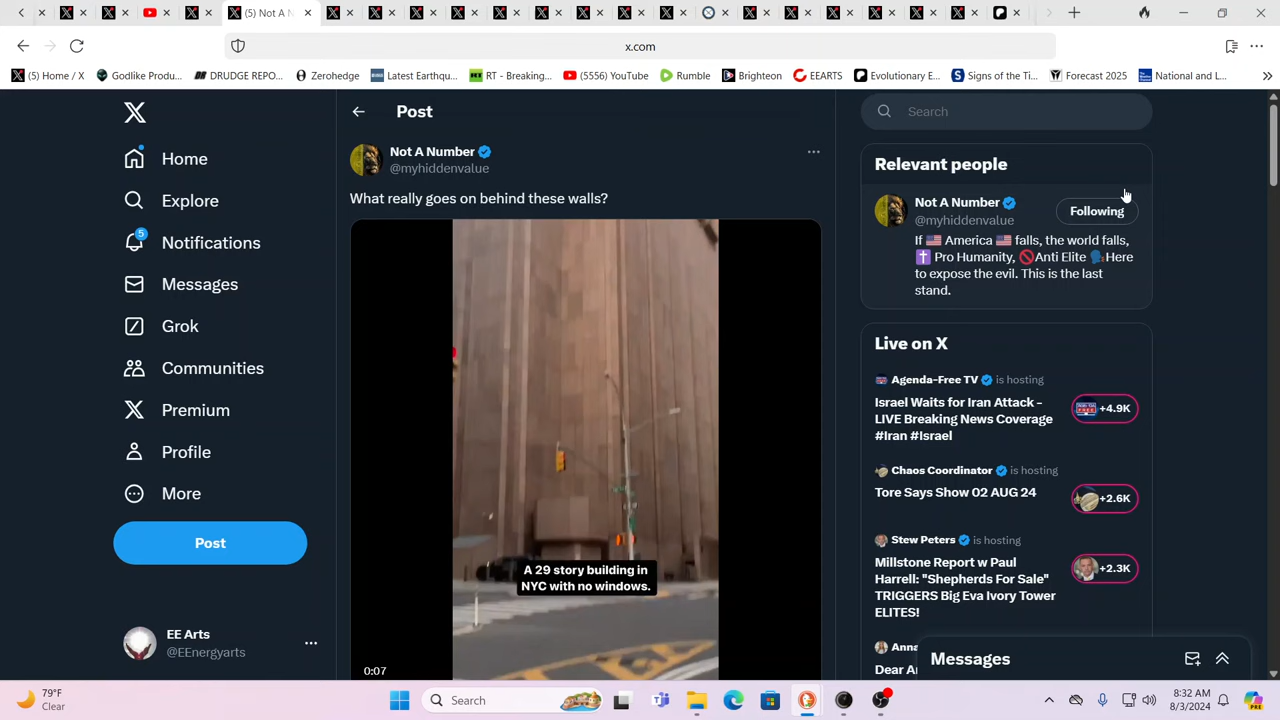 (5) Not A N
x.com
(5) Home / X
Godlike Produ...
DRUDGE REPO...
Zerohedge
Latest Earthqu...
RT - Breaking...
(5556) YouTube
Rumble
Brighteon
EEARTS
Evolutionary E...
Signs of the Ti...
Forecast 2025
National and L...
Home
Explore
5
Notifications
Messages
Grok
Communities
Premium
Profile
More
Post
EE Arts
@EEnergyarts
Post
Not A Number
@myhiddenvalue
What really goes on behind these walls?
A 29 story building in
NYC with no windows.
0:07
Search
Relevant people
Not A Number
@myhiddenvalue
Following
If 🇺🇸 America 🇺🇸 falls, the world falls,
✝️ Pro Humanity, 🚫Anti Elite 🗣️Here
to expose the evil. This is the last
stand.
Live on X
Agenda-Free TV is hosting
Israel Waits for Iran Attack -
LIVE Breaking News Coverage
#Iran #Israel
+4.9K
Chaos Coordinator is hosting
Tore Says Show 02 AUG 24
+2.6K
Stew Peters is hosting
Millstone Report w Paul
Harrell: "Shepherds For Sale"
TRIGGERS Big Eva Ivory Tower
ELITES!
+2.3K
Anna
Dear A
Messages
79°F
Clear
Search
8:32 AM
8/3/2024